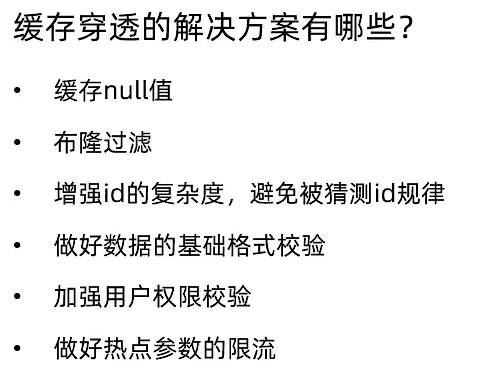 缓存穿透的解决方案有哪些？
• 缓存null值
• 布隆过滤
• 增强id的复杂度，避免被猜测id规律
• 做好数据的基础格式校验
• 加强用户权限校验
• 做好热点参数的限流